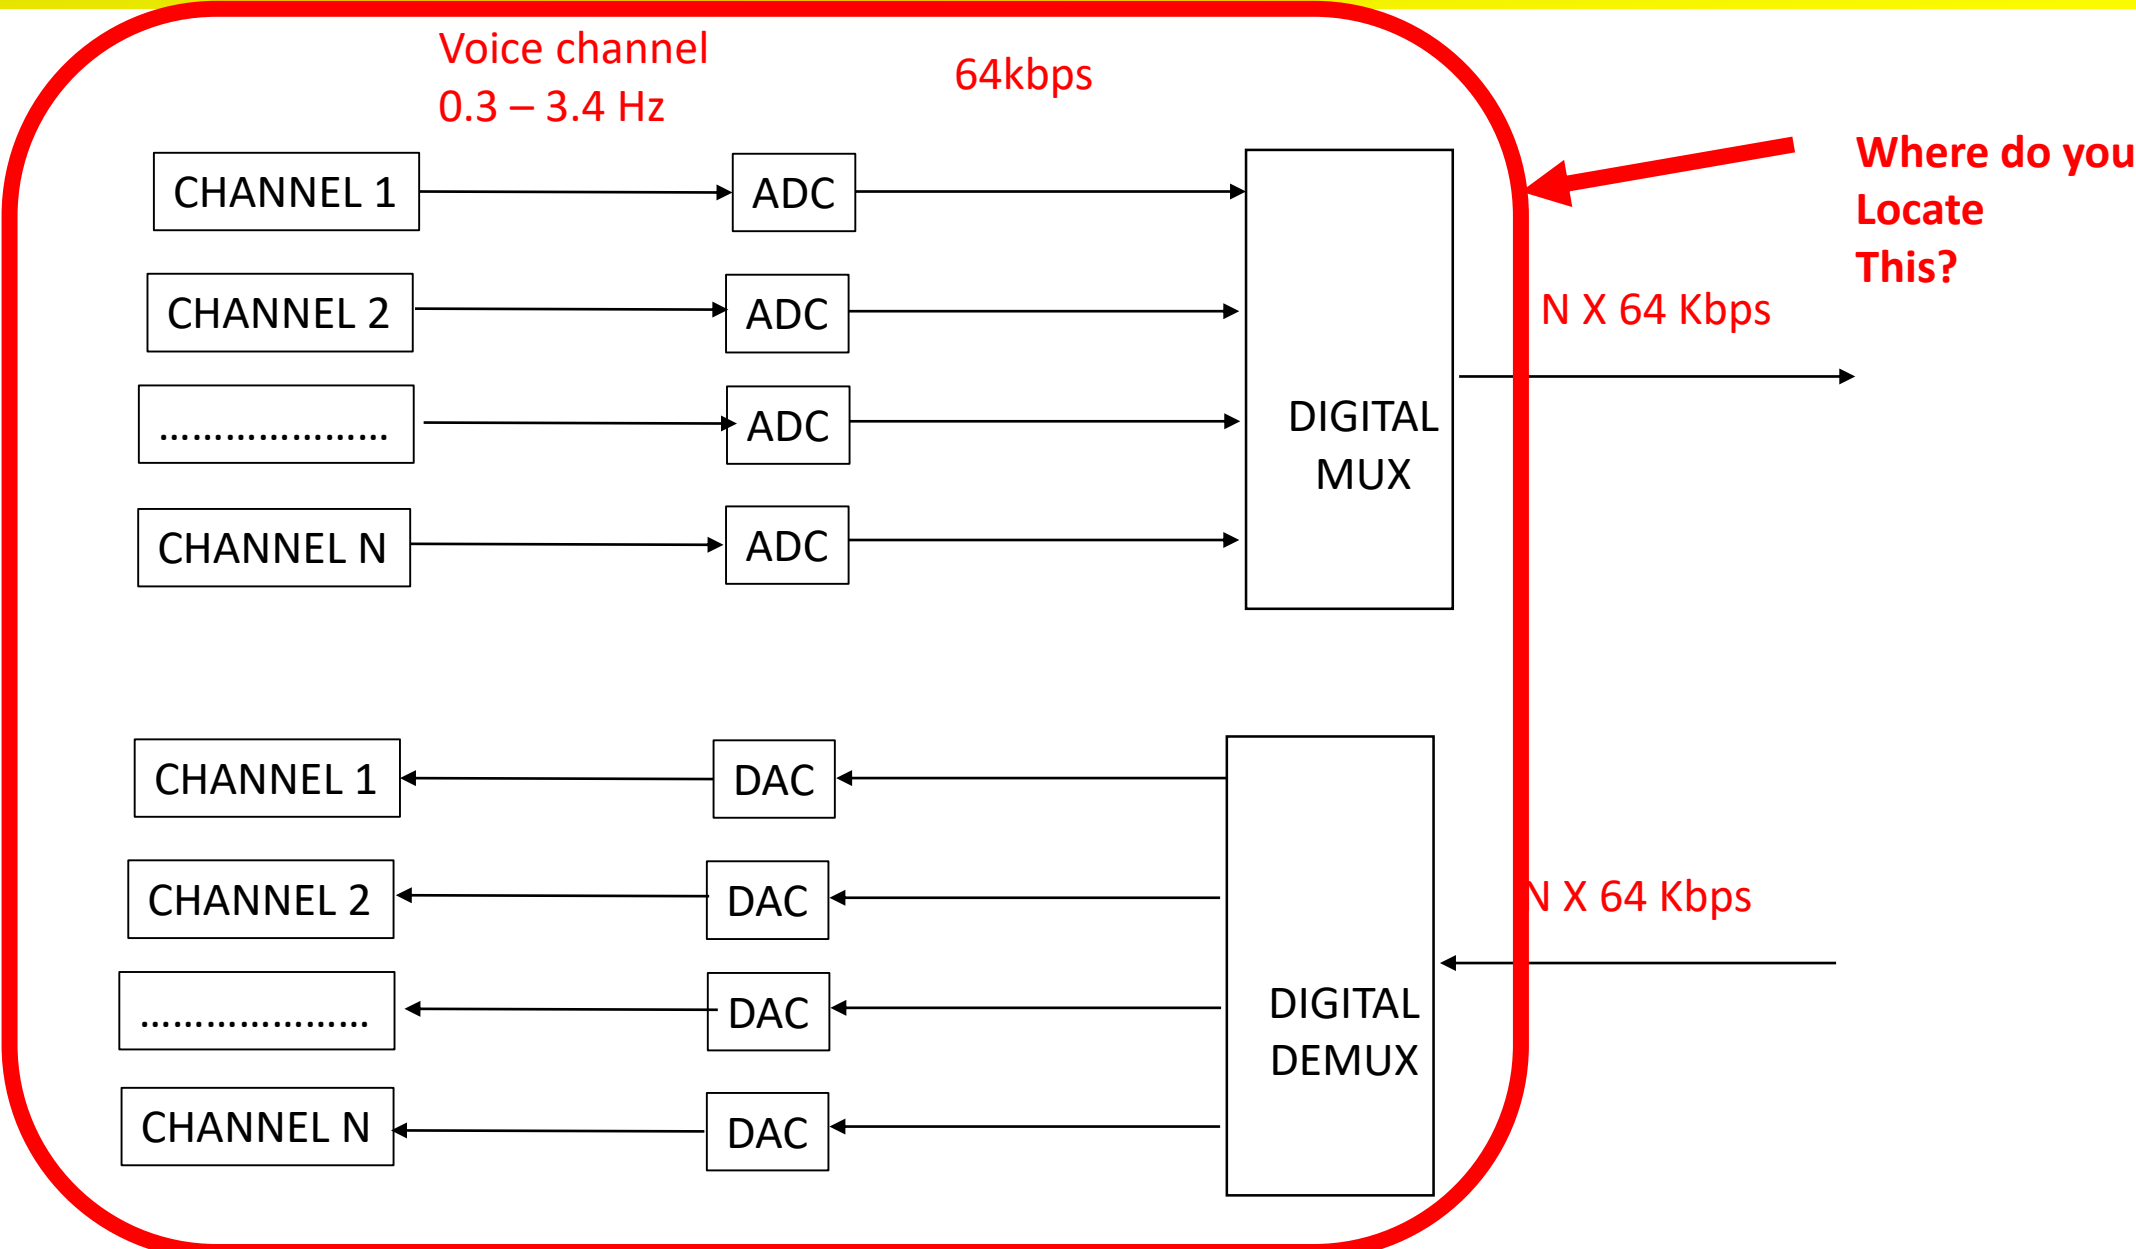 Voice channel
0.3 – 3.4 Hz
64kbps
CHANNEL 1
ADC
CHANNEL 2
ADC
.....................
ADC
CHANNEL N
ADC
DIGITAL
MUX
Where do you
Locate
This?
N X 64 Kbps
CHANNEL 1
DAC
CHANNEL 2
DAC
.....................
DAC
CHANNEL N
DAC
DIGITAL
DEMUX
N X 64 Kbps